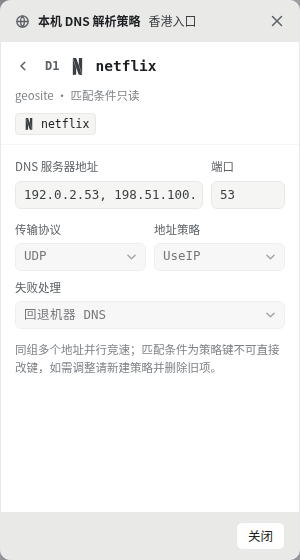 本机 DNS 解析策略 香港入口
D1 netflix
geosite · 匹配条件只读
netflix
DNS 服务器地址 端口
192.0.2.53, 198.51.100. 53
传输协议 地址策略
UDP UseIP
失败处理
回退机器 DNS
同组多个地址并行竞速；匹配条件为策略键不可直接
改键，如需调整请新建策略并删除旧项。
关闭